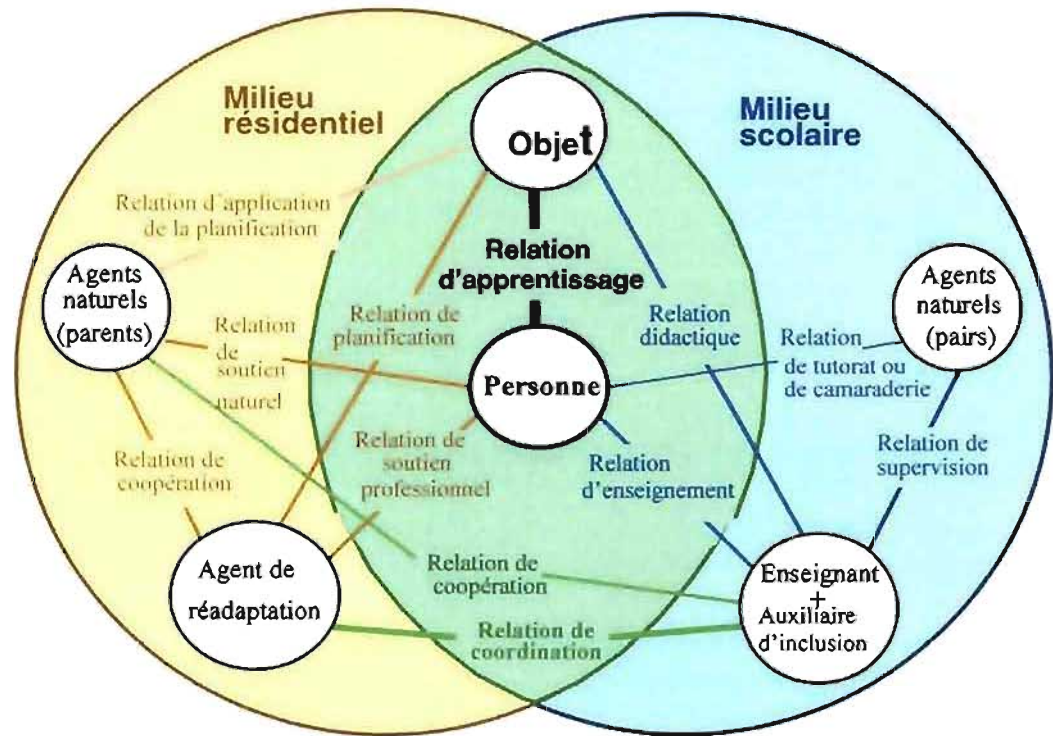 Milieu
résidentiel
Milieu
scolaire
Objet
Relation d'application
de la planification
Relation
d'apprentissage
Agents
naturels
(parents)
Agents
naturels
(pairs)
Relation
de
soutien
naturel
Relation de
planification
Relation
didactique
Relation
de tutorat ou
de camaraderie
Personne
Relation de
coopération
Relation de
soutien
professionnel
Relation
d'enseignement
Relation de
supervision
Agent de
réadaptation
Relation de
coopération
Relation de
coordination
Enseignant
+
Auxiliaire
d'inclusion